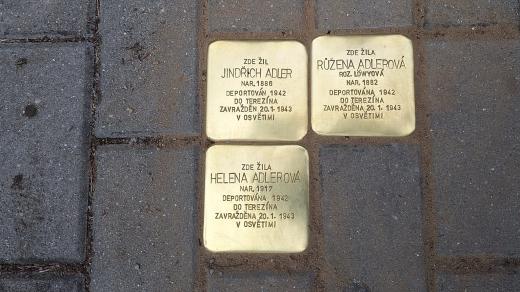 ZDE ŽIL
JINDŘICH ADLER
NAR. 1886
DEPORTOVÁN 1942
DO TEREZÍNA
ZAVRAŽDĚN 20.1.1943
V OSVĚTIMI
ZDE ŽILA
RŮŽENA ADLEROVÁ
ROZ. LÖWYOVÁ
NAR. 1882
DEPORTOVÁNA 1942
DO TEREZÍNA
ZAVRAŽDĚNA 20.1.1943
V OSVĚTIMI
ZDE ŽILA
HELENA ADLEROVÁ
NAR. 1917
DEPORTOVÁNA 1942
DO TEREZÍNA
ZAVRAŽDĚNA 20.1.1943
V OSVĚTIMI